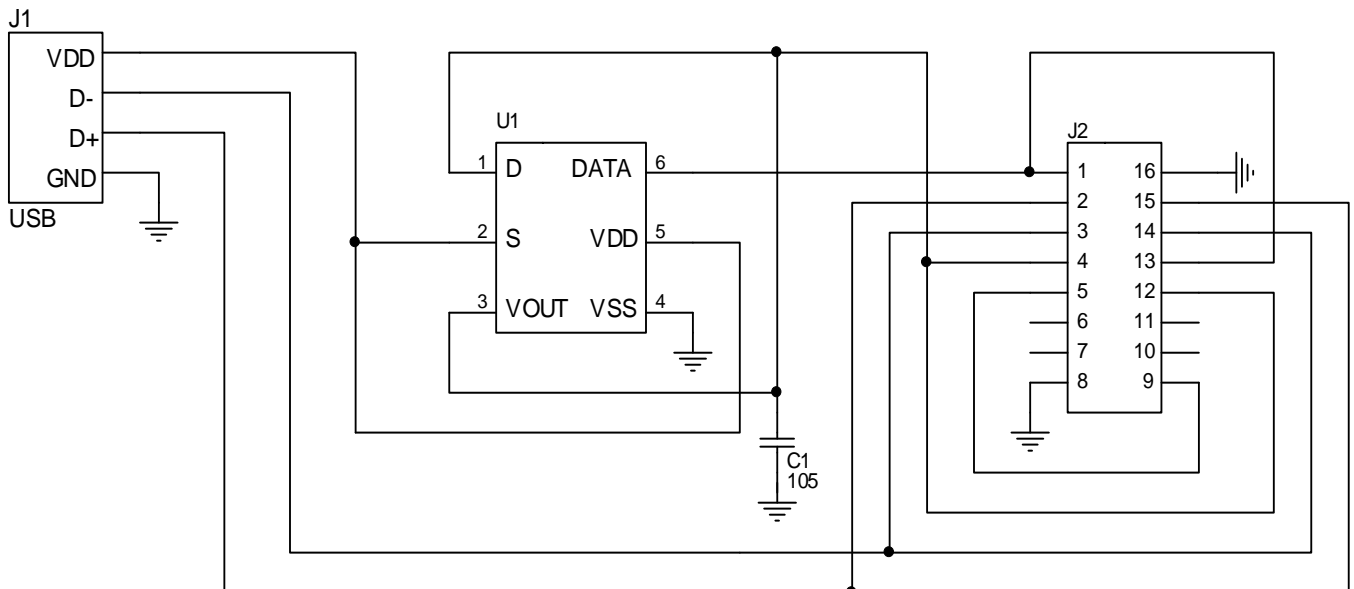 J1
VDD
D-
D+
GND
USB
U1
1 D DATA 6
2 S VDD 5
3 VOUT VSS 4
C1
105
J2
1 16
2 15
3 14
4 13
5 12
6 11
7 10
8 9